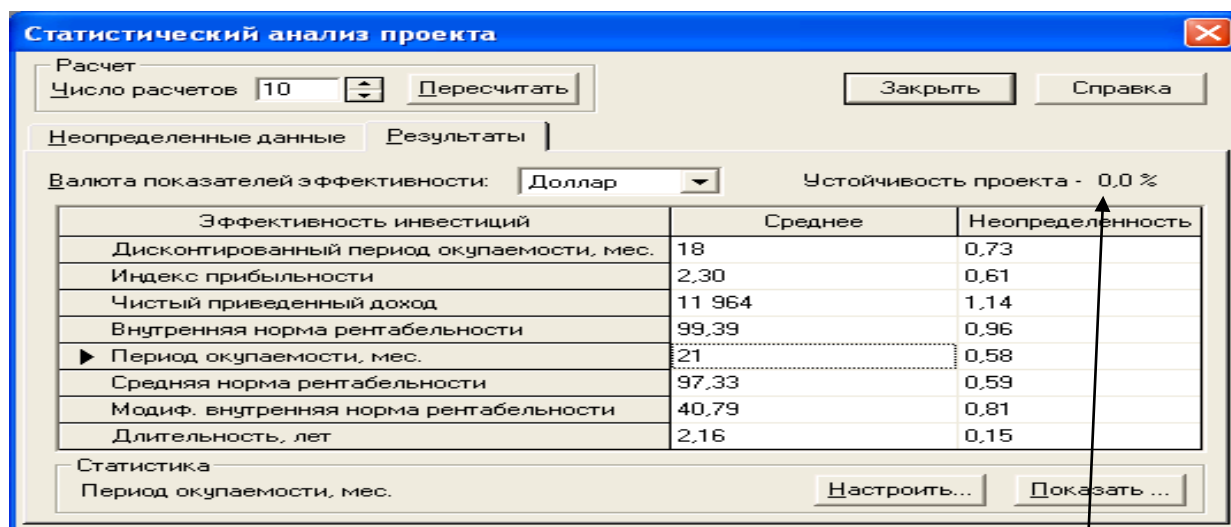 Статистический анализ проекта
Расчет
Число расчетов 10 Пересчитать Закрыть Справка
Неопределенные данные Результаты
Валюта показателей эффективности: Доллар Устойчивость проекта - 0,0 %
Эффективность инвестиций Среднее Неопределенность
Дисконтированный период окупаемости, мес. 18 0,73
Индекс прибыльности 2,30 0,61
Чистый приведенный доход 11 964 1,14
Внутренняя норма рентабельности 99,39 0,96
Период окупаемости, мес. 21 0,58
Средняя норма рентабельности 97,33 0,59
Модиф. внутренняя норма рентабельности 40,79 0,81
Длительность, лет 2,16 0,15
Статистика
Период окупаемости, мес. Настроить... Показать ...